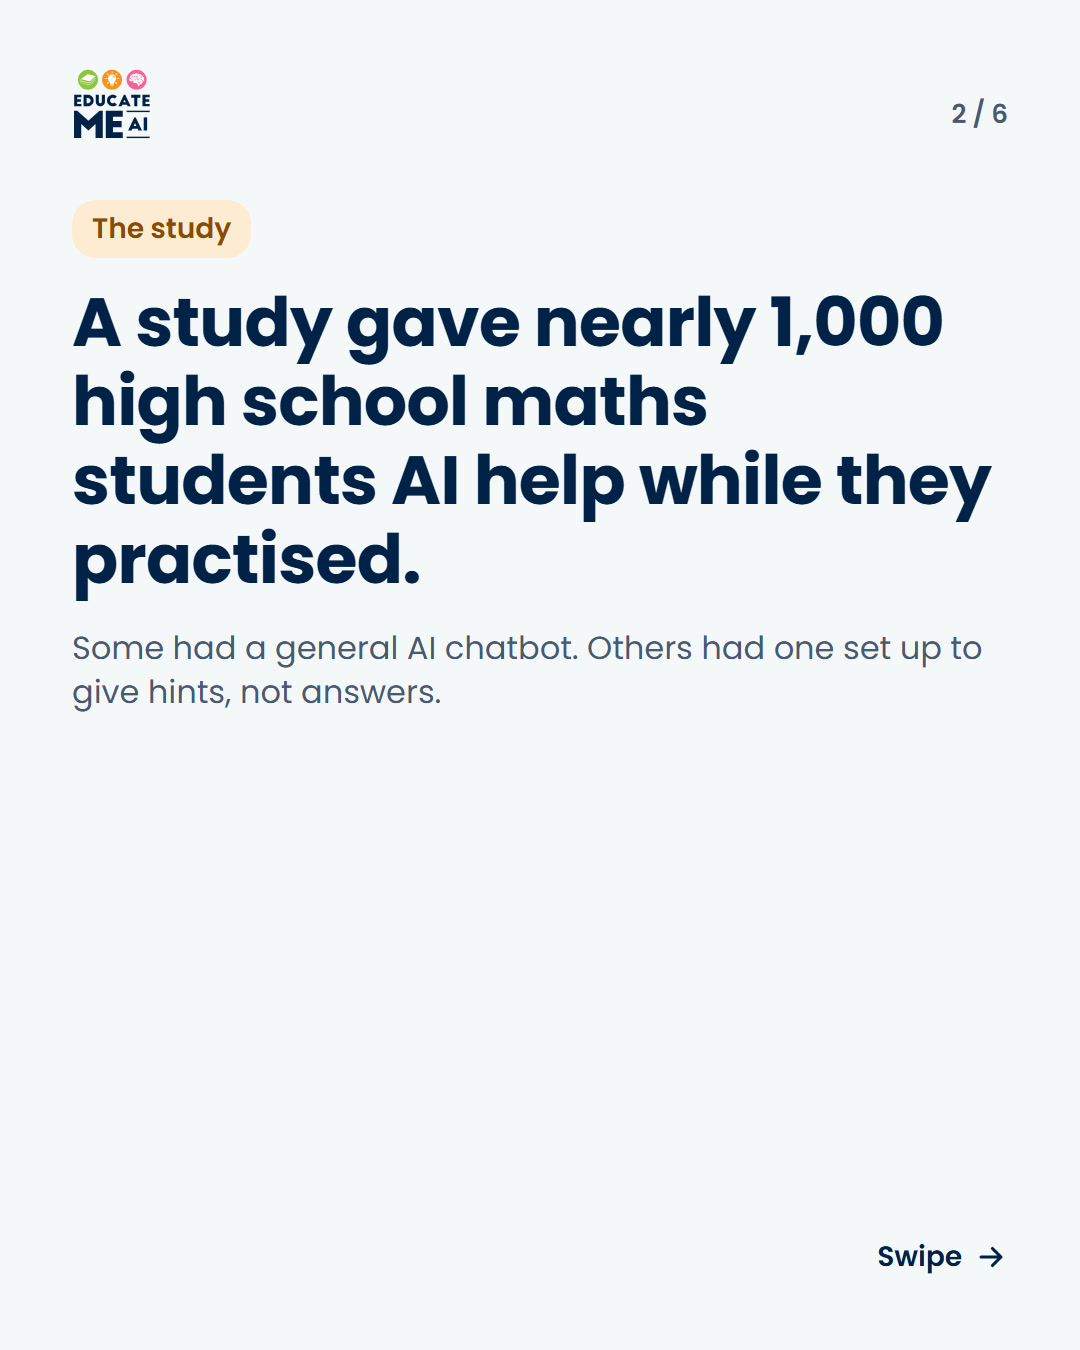 EDUCATE
ME AI
2 / 6
The study
A study gave nearly 1,000
high school maths
students AI help while they
practised.
Some had a general AI chatbot. Others had one set up to
give hints, not answers.
Swipe →